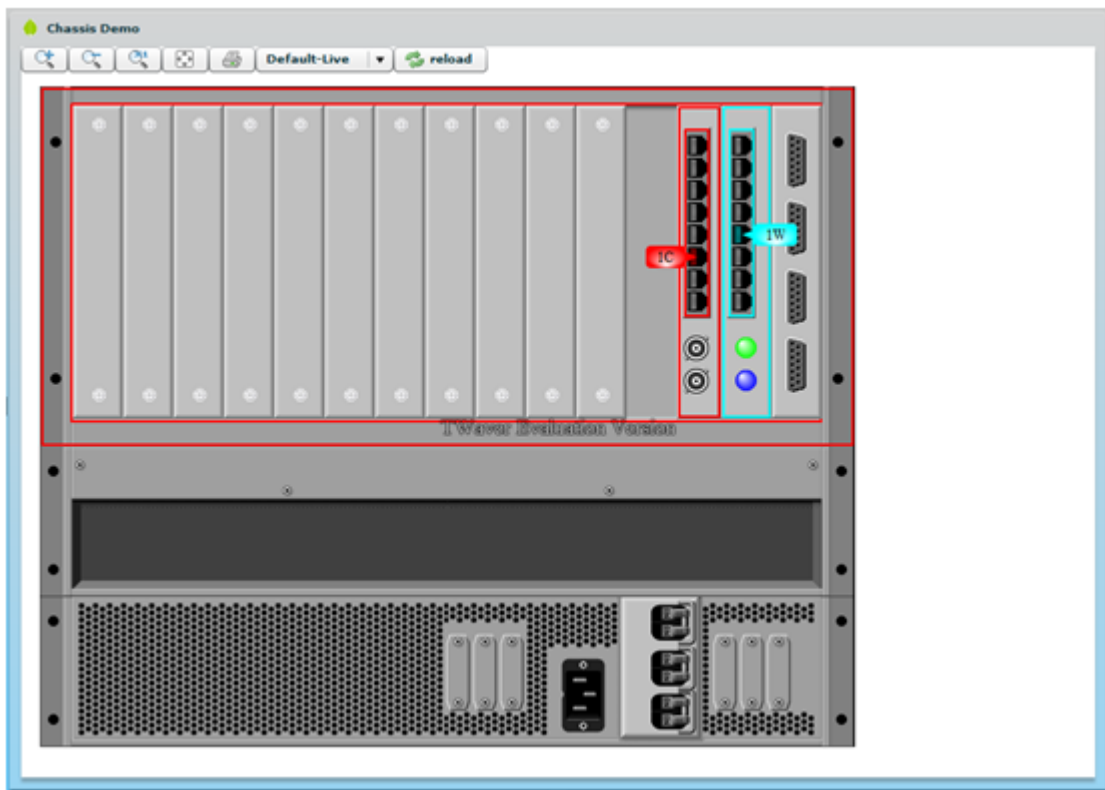 Chassis Demo
Default-Live
reload
1C
1W
TWaver Evaluation Version